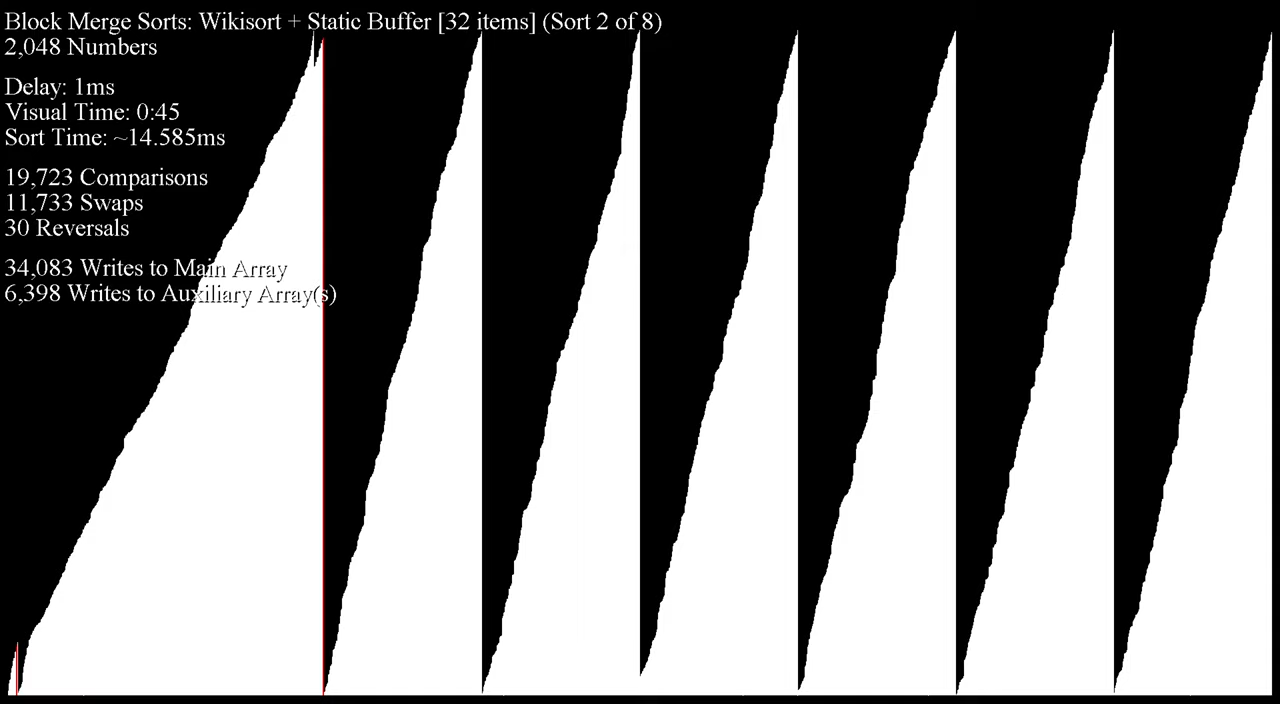 Block Merge Sorts: Wikisort + Static Buffer [32 items] (Sort 2 of 8)
2,048 Numbers
Delay: 1ms
Visual Time: 0:45
Sort Time: ~14.585ms
19,723 Comparisons
11,733 Swaps
30 Reversals
34,083 Writes to Main Array
6,398 Writes to Auxiliary Array(s)